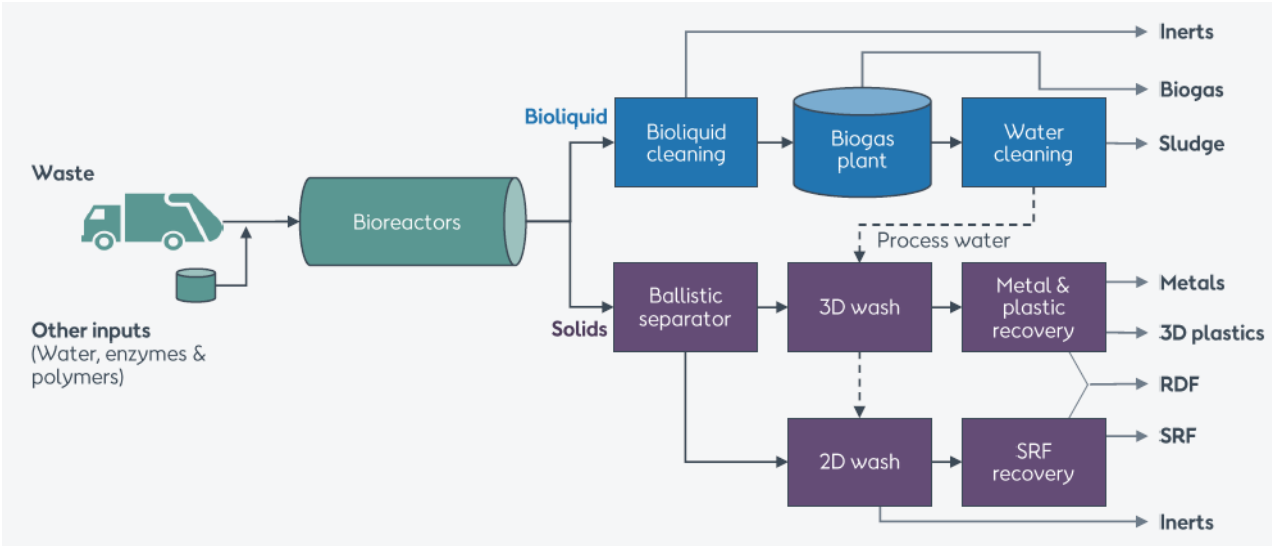 Inerts
Biogas
Bioliquid
Bioliquid
cleaning
Biogas
plant
Water
cleaning
Sludge
Waste
Bioreactors
Process water
Other inputs
(Water, enzymes &
polymers)
Solids
Ballistic
separator
3D wash
Metal &
plastic
recovery
Metals
3D plastics
RDF
2D wash
SRF
recovery
SRF
Inerts